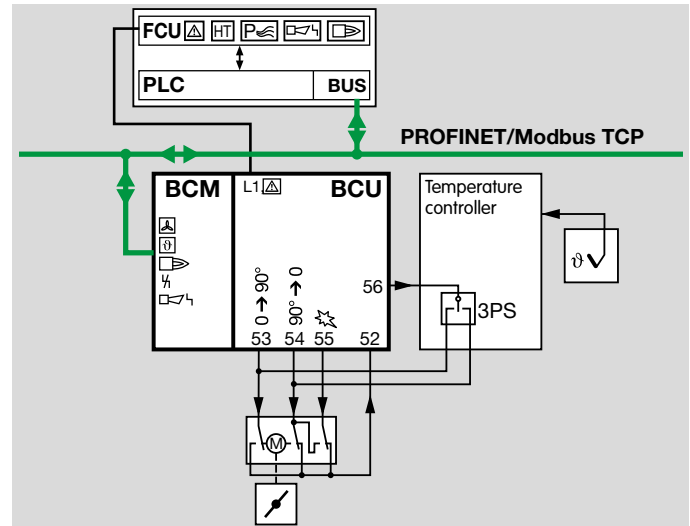 FCU HT P
PLC BUS
PROFINET/Modbus TCP
BCM L1 BCU
Temperature
controller
ϑ
ϑ
0 ➔ 90°
90° ➔ 0
56
3PS
53 54 55 52
M